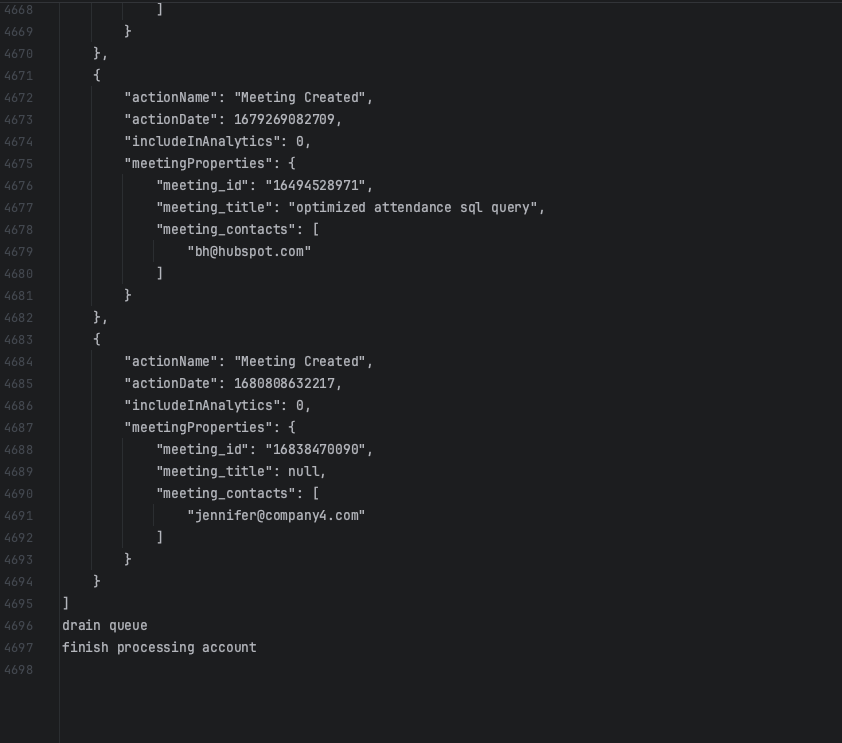 4668 ]
4669 }
4670 },
4671 {
4672 "actionName": "Meeting Created",
4673 "actionDate": 1679269082709,
4674 "includeInAnalytics": 0,
4675 "meetingProperties": {
4676 "meeting_id": "16494528971",
4677 "meeting_title": "optimized attendance sql query",
4678 "meeting_contacts": [
4679 "bh@hubspot.com"
4680 ]
4681 }
4682 },
4683 {
4684 "actionName": "Meeting Created",
4685 "actionDate": 1680808632217,
4686 "includeInAnalytics": 0,
4687 "meetingProperties": {
4688 "meeting_id": "16838470090",
4689 "meeting_title": null,
4690 "meeting_contacts": [
4691 "jennifer@company4.com"
4692 ]
4693 }
4694 }
4695 ]
4696 drain queue
4697 finish processing account
4698